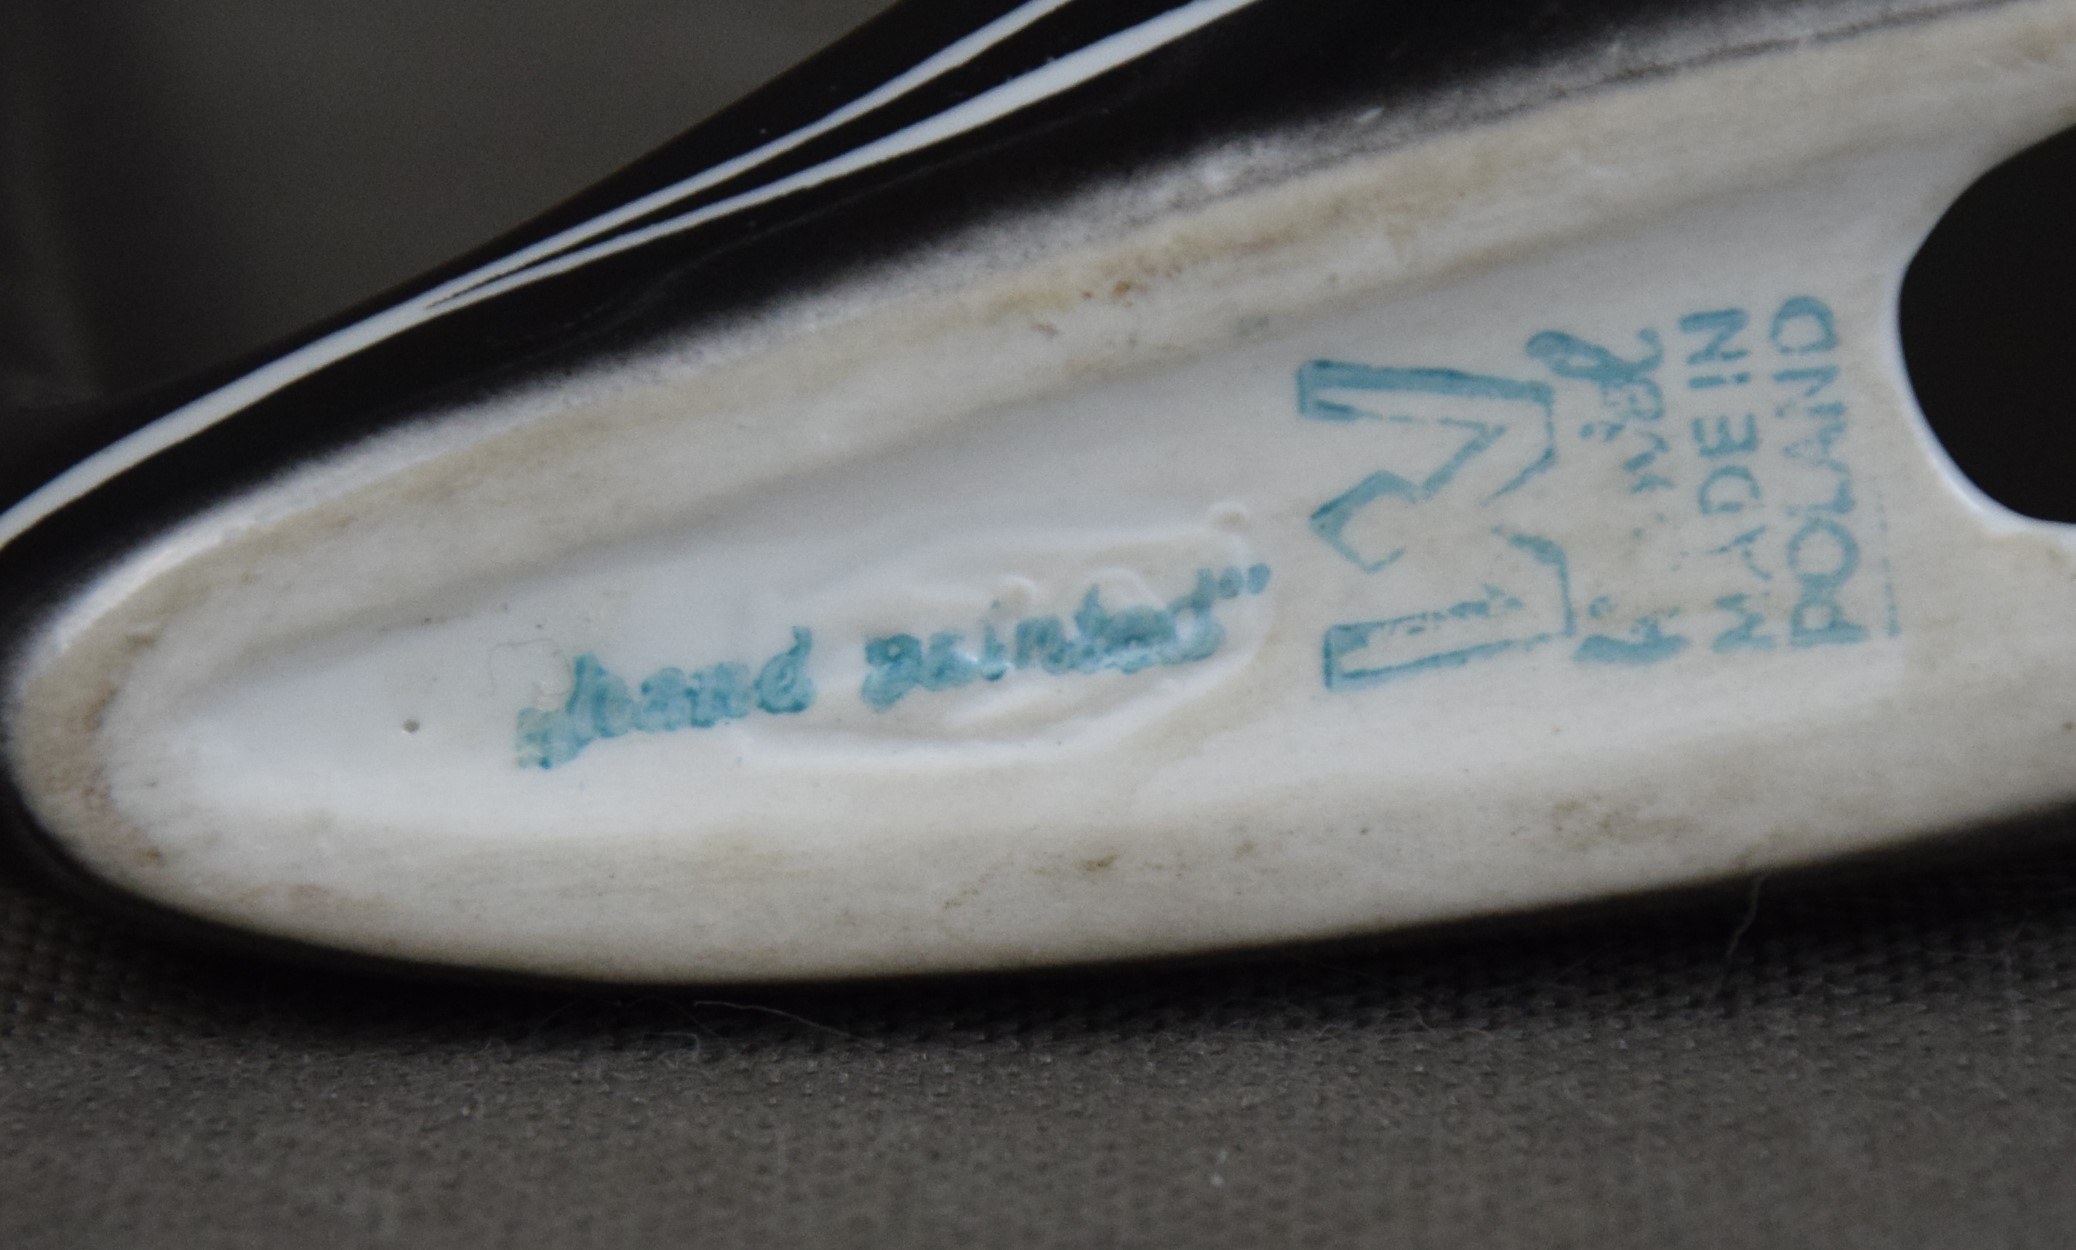 "hand painted"
MADE IN
POLAND